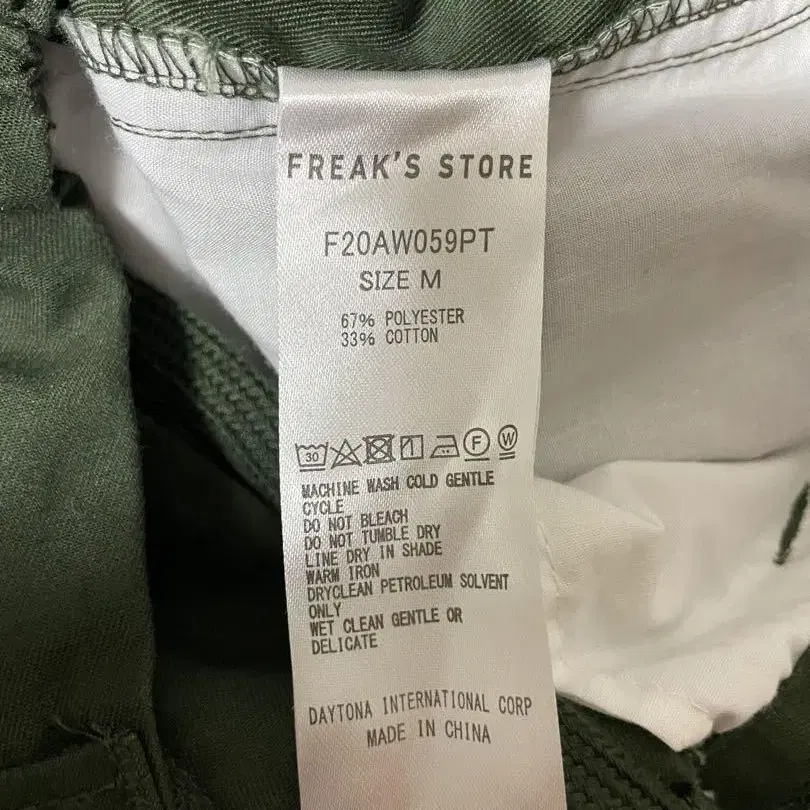 FREAK'S STORE
F20AW059PT
SIZE M
67% POLYESTER
33% COTTON
30 F W
MACHINE WASH COLD GENTLE
CYCLE
DO NOT BLEACH
DO NOT TUMBLE DRY
LINE DRY IN SHADE
WARM IRON
DRYCLEAN PETROLEUM SOLVENT
ONLY
WET CLEAN GENTLE OR
DELICATE
DAYTONA INTERNATIONAL CORP
MADE IN CHINA